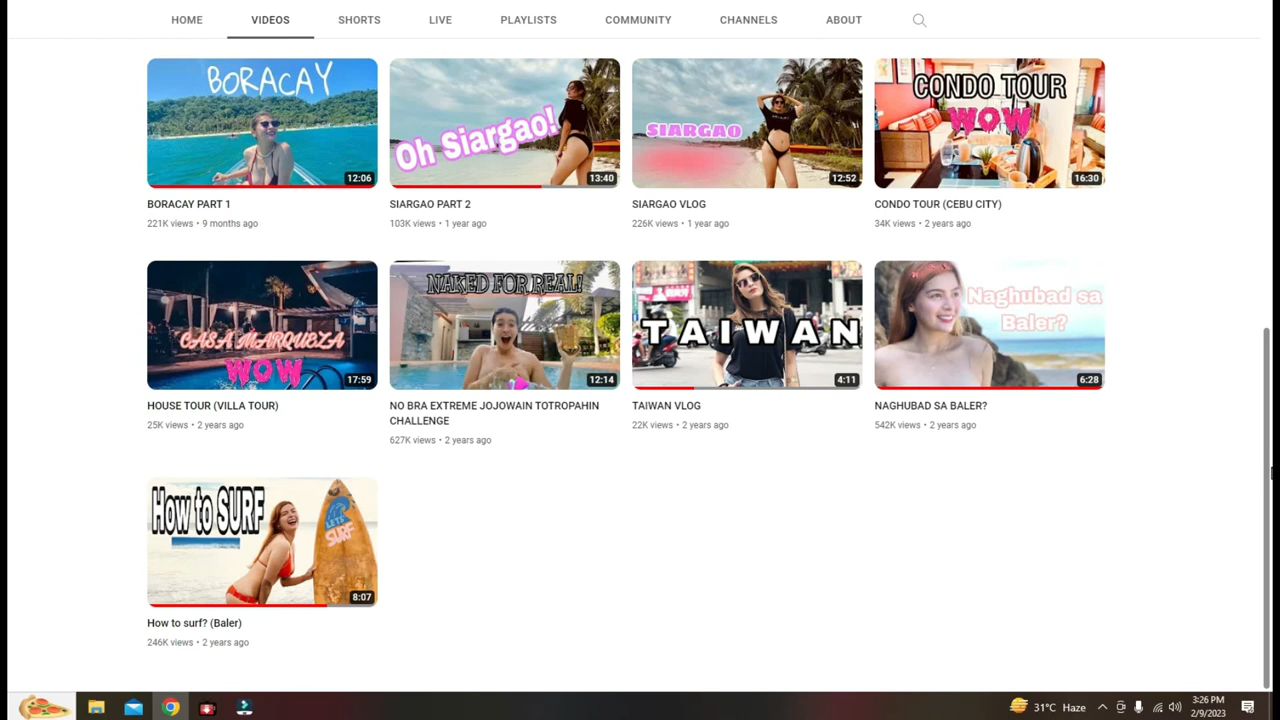 HOME VIDEOS SHORTS LIVE PLAYLISTS COMMUNITY CHANNELS ABOUT
BORACAY
12:06
Oh Siargao!
13:40
SIARGAO
12:52
CONDO TOUR
WOW
16:30
BORACAY PART 1
221K views • 9 months ago
SIARGAO PART 2
103K views • 1 year ago
SIARGAO VLOG
226K views • 1 year ago
CONDO TOUR (CEBU CITY)
34K views • 2 years ago
CASA MARQUEZA
WOW
17:59
NAKED FOR REAL!
12:14
TAIWAN
4:11
Naghubad sa
Baler?
6:28
HOUSE TOUR (VILLA TOUR)
25K views • 2 years ago
NO BRA EXTREME JOJOWAIN TOTROPAHIN
CHALLENGE
627K views • 2 years ago
TAIWAN VLOG
22K views • 2 years ago
NAGHUBAD SA BALER?
542K views • 2 years ago
How to SURF
LETS
SURF
8:07
How to surf? (Baler)
246K views • 2 years ago
31°C Haze
3:26 PM
2/9/2023